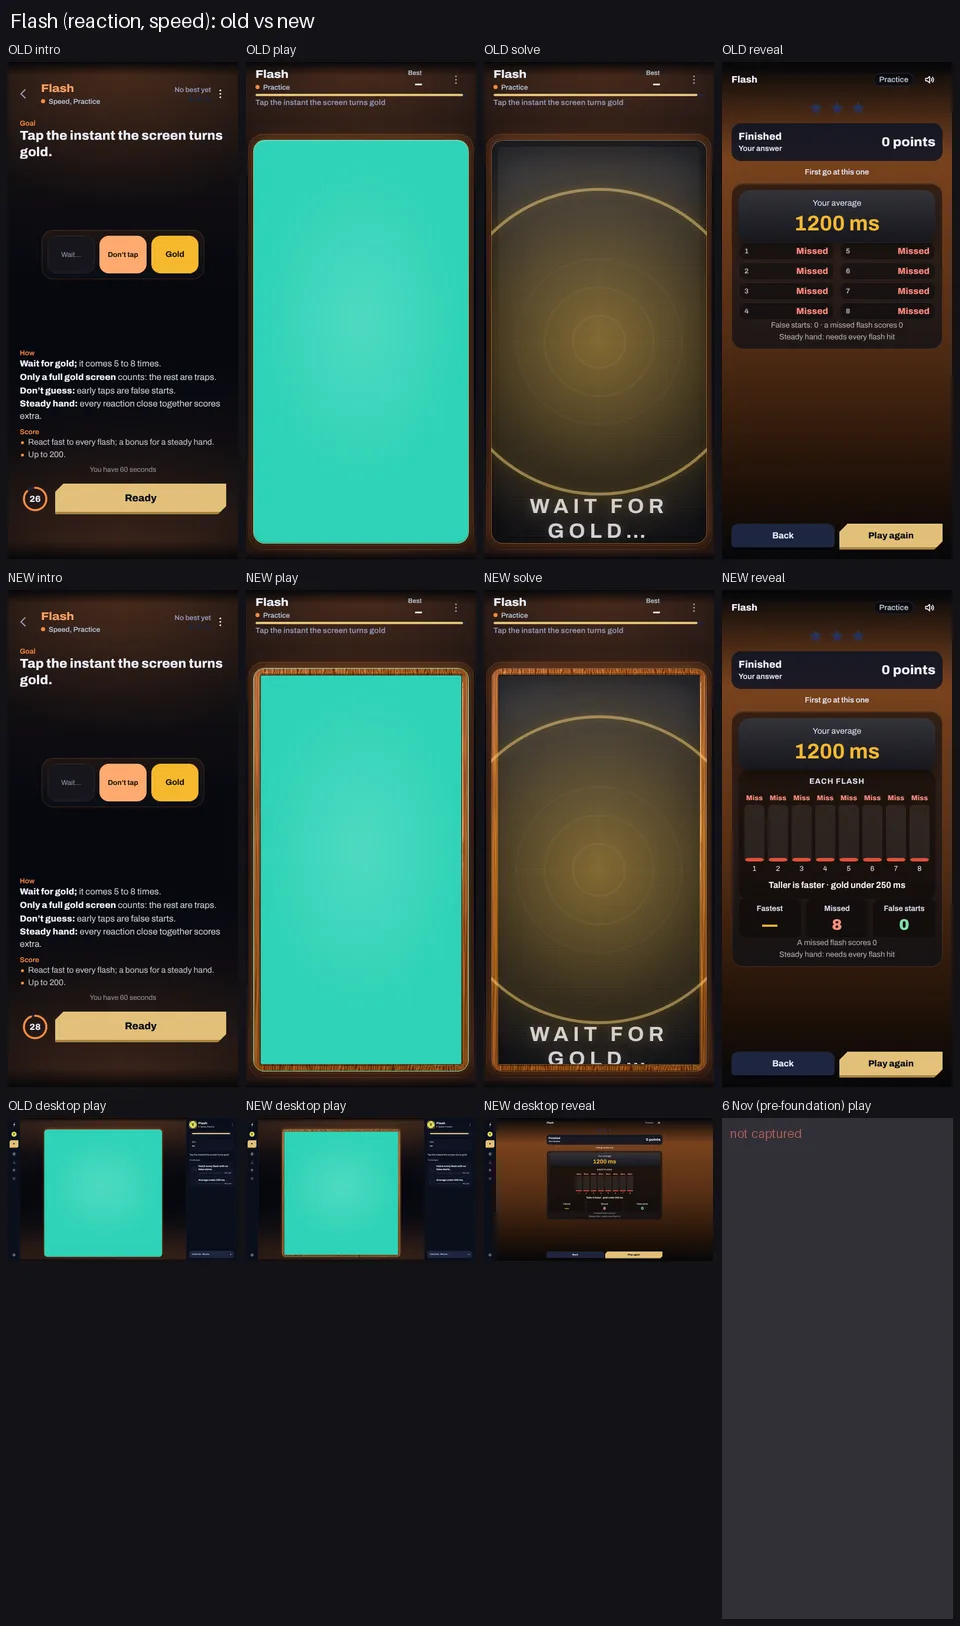 Flash (reaction, speed): old vs new
OLD intro
OLD play
OLD solve
OLD reveal
Flash
Speed, Practice
No best yet
Goal
Tap the instant the screen turns
gold.
Wait...
Don't tap
Gold
How
Wait for gold; it comes 5 to 8 times.
Only a full gold screen counts: the rest are traps.
Don't guess: early taps are false starts.
Steady hand: every reaction close together scores
extra.
Score
React fast to every flash; a bonus for a steady hand.
Up to 200.
You have 60 seconds
26
Ready
Flash
Practice
Best
Tap the instant the screen turns gold
Flash
Practice
Best
Tap the instant the screen turns gold
WAIT FOR
GOLD...
Flash
Practice
Finished
Your answer
0 points
First go at this one
Your average
1200 ms
1 Missed
5 Missed
2 Missed
6 Missed
3 Missed
7 Missed
4 Missed
8 Missed
False starts: 0 · a missed flash scores 0
Steady hand: needs every flash hit
Back
Play again
NEW intro
NEW play
NEW solve
NEW reveal
Flash
Speed, Practice
No best yet
Goal
Tap the instant the screen turns
gold.
Wait...
Don't tap
Gold
How
Wait for gold; it comes 5 to 8 times.
Only a full gold screen counts: the rest are traps.
Don't guess: early taps are false starts.
Steady hand: every reaction close together scores
extra.
Score
React fast to every flash; a bonus for a steady hand.
Up to 200.
You have 60 seconds
28
Ready
Flash
Practice
Best
Tap the instant the screen turns gold
Flash
Practice
Best
Tap the instant the screen turns gold
WAIT FOR
GOLD...
Flash
Practice
Finished
Your answer
0 points
First go at this one
Your average
1200 ms
EACH FLASH
Miss Miss Miss Miss Miss Miss Miss Miss
1 2 3 4 5 6 7 8
Taller is faster · gold under 250 ms
Fastest
Missed
False starts
—
8
0
A missed flash scores 0
Steady hand: needs every flash hit
Back
Play again
OLD desktop play
NEW desktop play
NEW desktop reveal
6 Nov (pre-foundation) play
Flash
Flash
not captured